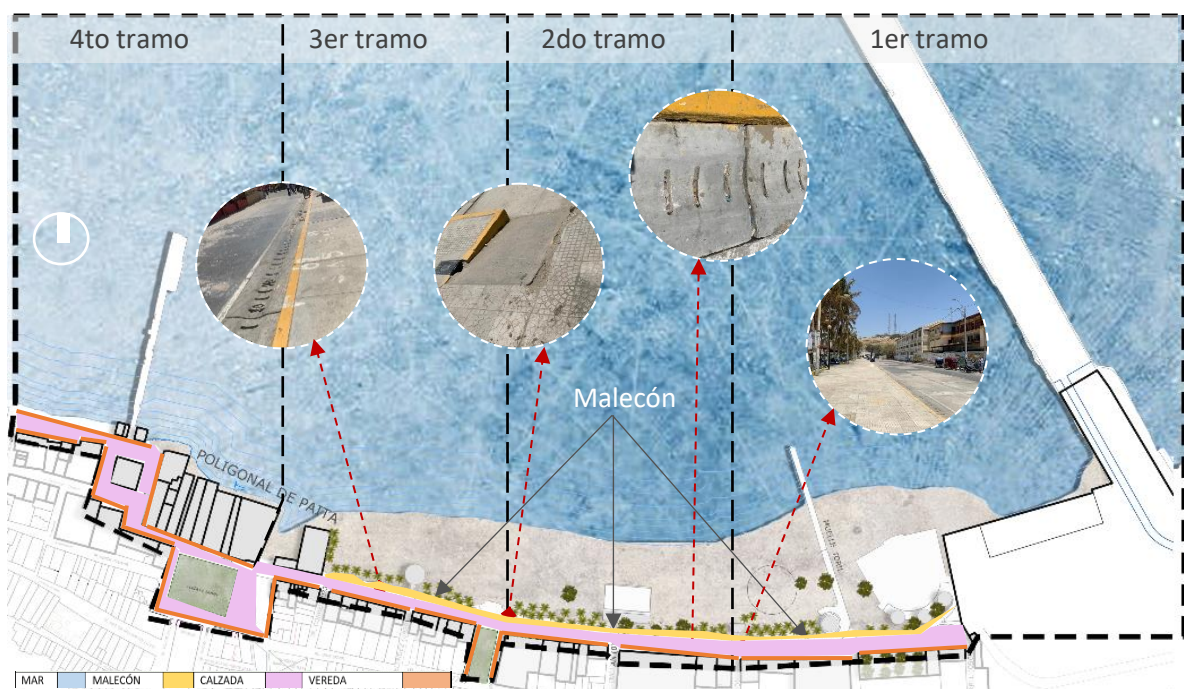 4to tramo
3er tramo
2do tramo
1er tramo
Malecón
POLIGONAL DE PAITA
MAR MALECÓN CALZADA VEREDA